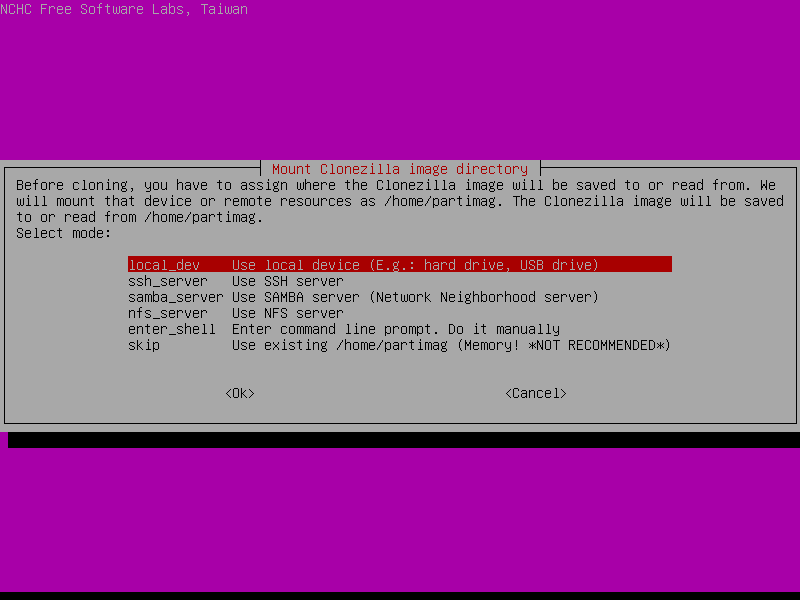 NCHC Free Software Labs, Taiwan
Mount Clonezilla image directory
Before cloning, you have to assign where the Clonezilla image will be saved to or read from. We
will mount that device or remote resources as /home/partimag. The Clonezilla image will be saved
to or read from /home/partimag.
Select mode:
local_dev Use local device (E.g.: hard drive, USB drive)
ssh_server Use SSH server
samba_server Use SAMBA server (Network Neighborhood server)
nfs_server Use NFS server
enter_shell Enter command line prompt. Do it manually
skip Use existing /home/partimag (Memory! *NOT RECOMMENDED*)
<Ok> <Cancel>